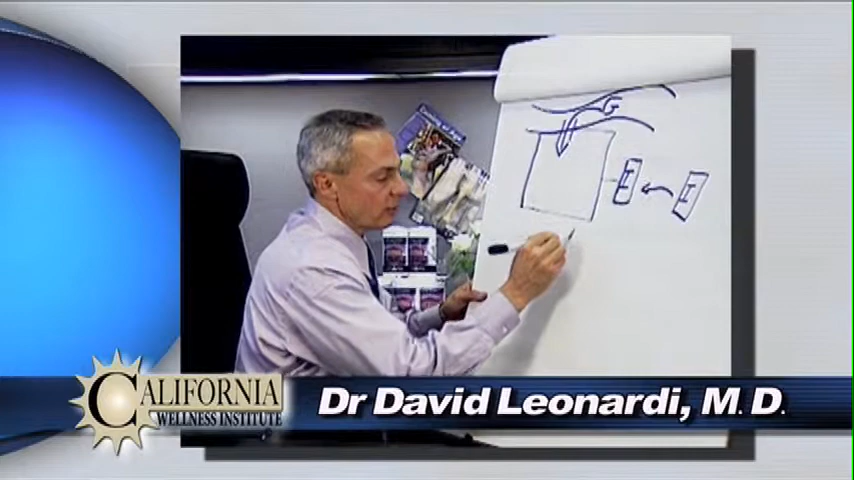 G
I
I
CALIFORNIA
WELLNESS INSTITUTE
Dr David Leonardi, M. D.